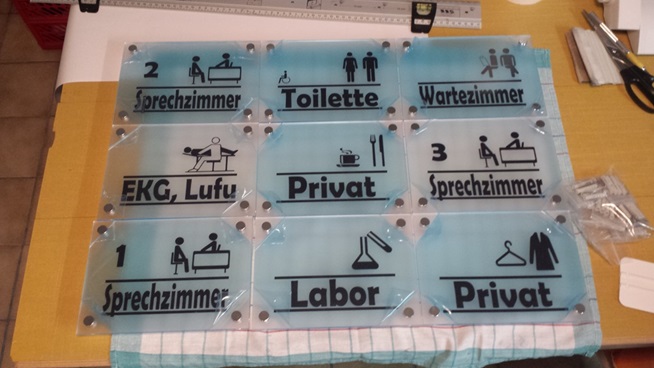 2
Sprechzimmer
Toilette
Wartezimmer
EKG, Lufu
Privat
3
Sprechzimmer
1
Sprechzimmer
Labor
Privat